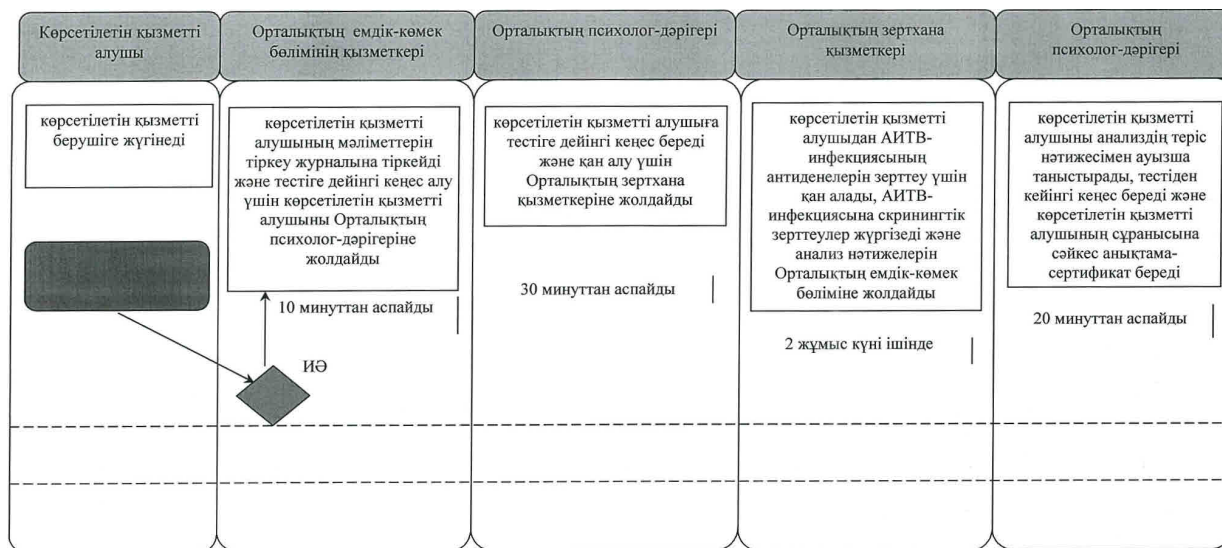 Көрсетілетін қызметті
алушы
Орталықтың емдік-көмек
бөлімінің қызметкері
Орталықтың психолог-дәрігері
Орталықтың зертхана
қызметкері
Орталықтың
психолог-дәрігері
көрсетілетін қызметті
берушіге жүгінеді
көрсетілетін қызметті
алушының мәліметтерін
тіркеу журналына тіркейді
және тестіге дейінгі кеңес алу
үшін көрсетілетін қызметті
алушыны Орталықтың
психолог-дәрігеріне
жолдайды
10 минуттан аспайды
ИӘ
көрсетілетін қызметті алушыға
тестіге дейінгі кеңес береді
және қан алу үшін
Орталықтың зертхана
қызметкеріне жолдайды
30 минуттан аспайды
көрсетілетін қызметті
алушыдан АИТВ-
инфекциясының
антиденелерін зерттеу үшін
қан алады, АИТВ-
инфекциясына скринингтік
зерттеулер жүргізеді және
анализ нәтижелерін
Орталықтың емдік-көмек
бөліміне жолдайды
2 жұмыс күні ішінде
көрсетілетін қызметті
алушыны анализдің теріс
нәтижесімен ауызша
таныстырады, тестіден
кейінгі кеңес береді және
көрсетілетін қызметті
алушының сұранысына
сәйкес анықтама-
сертификат береді
20 минуттан аспайды